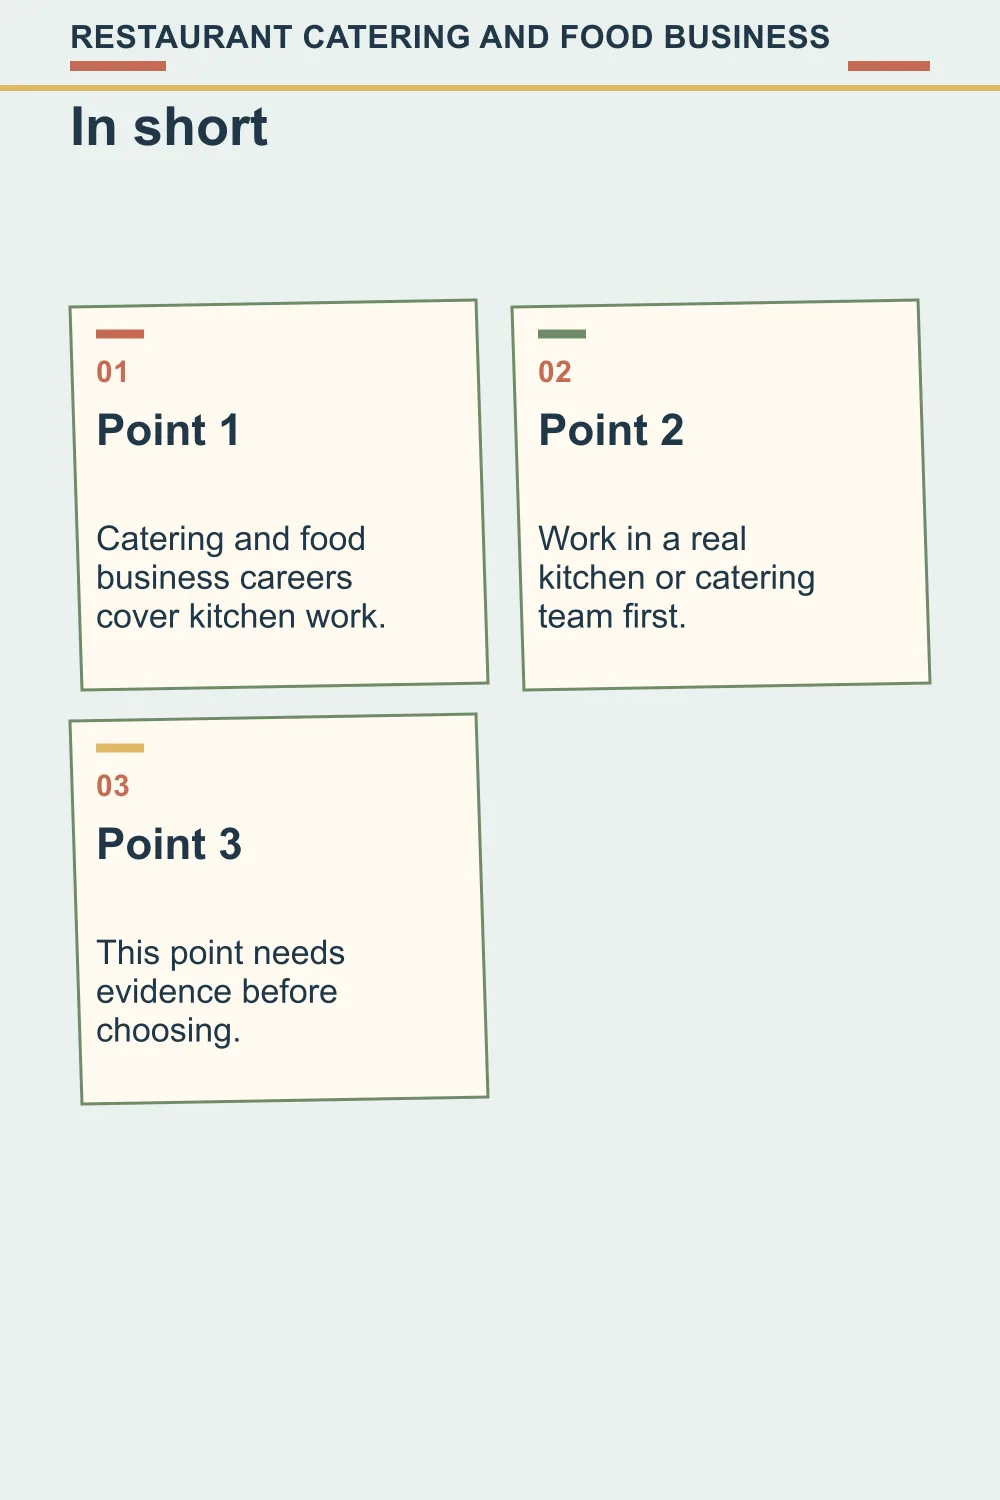 RESTAURANT CATERING AND FOOD BUSINESS
In short
01
Point 1
Catering and food
business careers
cover kitchen work.
02
Point 2
Work in a real
kitchen or catering
team first.
03
Point 3
This point needs
evidence before
choosing.